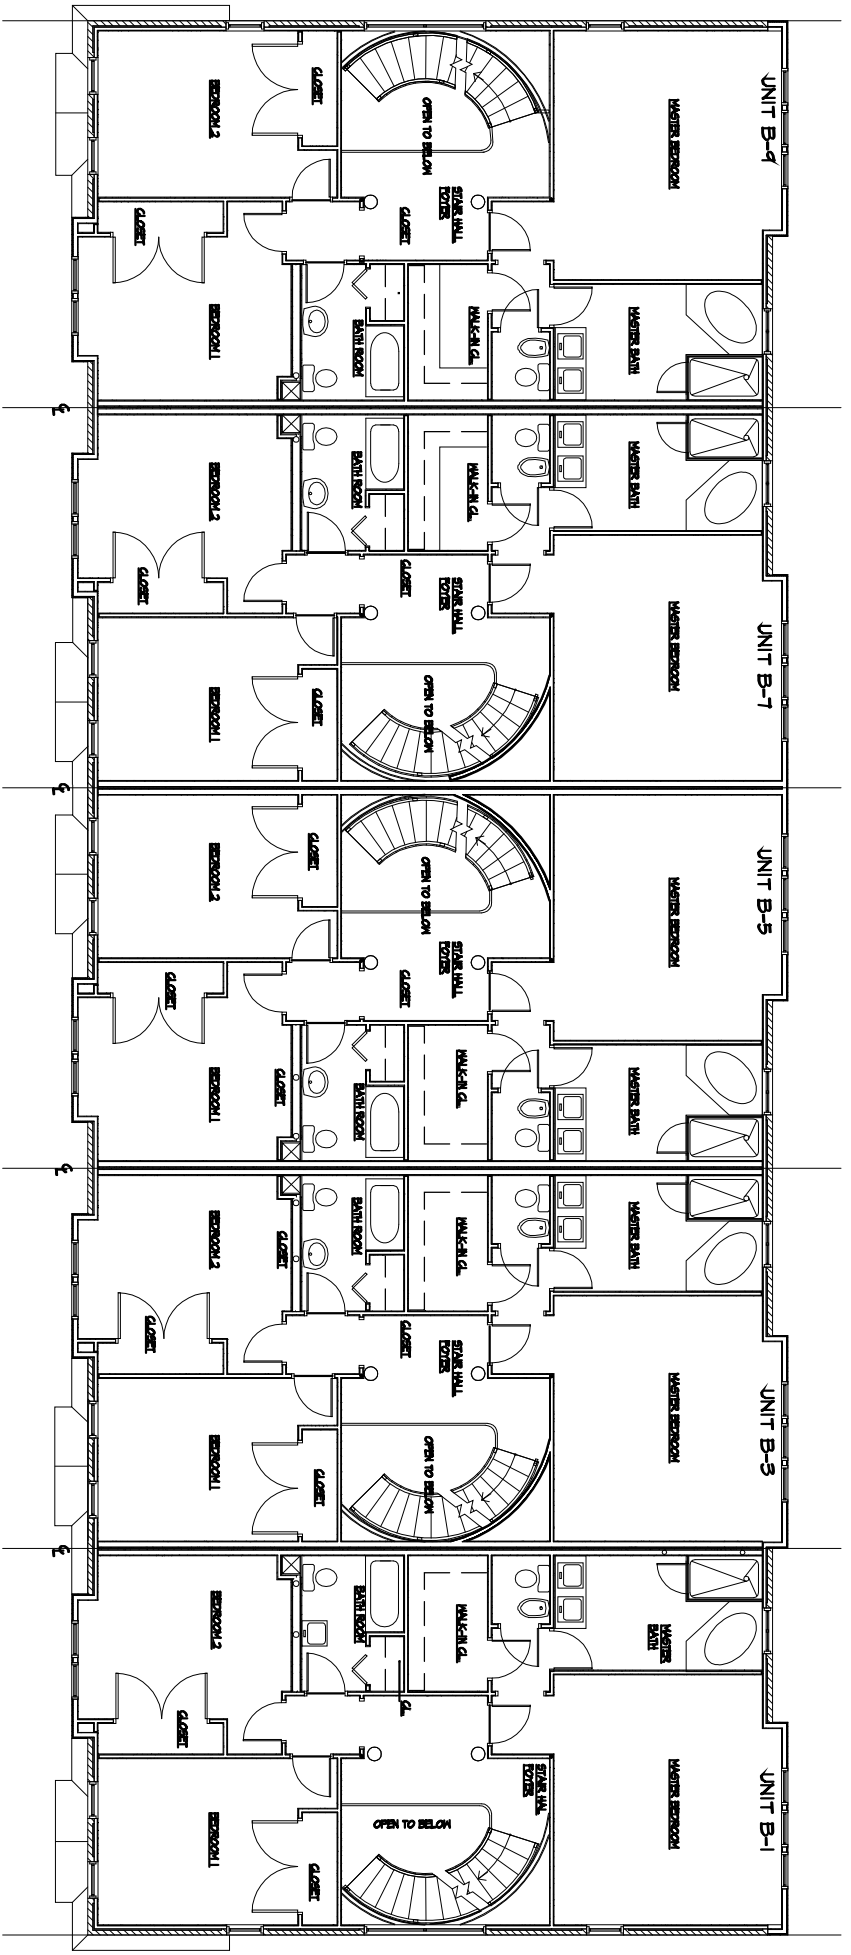 UNIT B-9
MASTER BEDROOM
OPEN TO BELOW
CLOSET
BEDROOM 2
STAIR HALL
FOYER
CLOSET
CLOSET
MASTER BATH
WALK-IN CL.
BATH ROOM
BEDROOM 1
MASTER BATH
WALK-IN CL.
BATH ROOM
BEDROOM 2
CLOSET
STAIR HALL
FOYER
CLOSET
UNIT B-7
MASTER BEDROOM
OPEN TO BELOW
CLOSET
BEDROOM 1
UNIT B-5
MASTER BEDROOM
OPEN TO BELOW
CLOSET
BEDROOM 2
STAIR HALL
FOYER
CLOSET
CLOSET
MASTER BATH
WALK-IN CL.
BATH ROOM
CLOSET
BEDROOM 1
MASTER BATH
WALK-IN CL.
BATH ROOM
CLOSET
BEDROOM 2
STAIR HALL
FOYER
CLOSET
CLOSET
UNIT B-3
MASTER BEDROOM
OPEN TO BELOW
CLOSET
BEDROOM 1
MASTER
BATH
WALK-IN CL.
BATH ROOM
BEDROOM 2
CL.
CLOSET
UNIT B-1
MASTER BEDROOM
STAIR HAL
FOYER
OPEN TO BELOW
CLOSET
BEDROOM 1